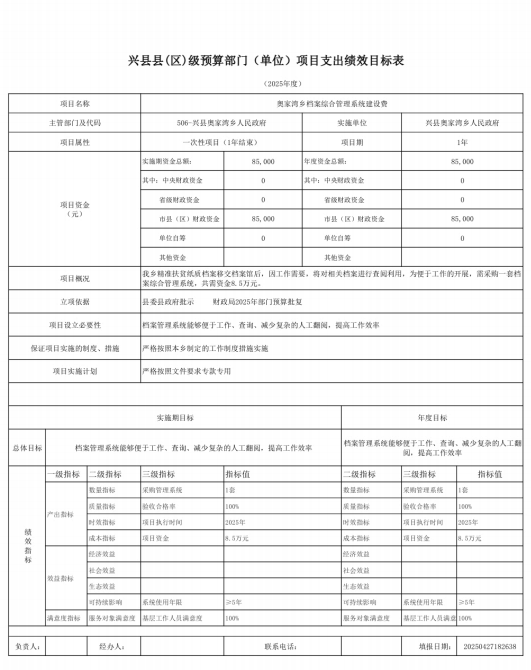 兴县县(区)级预算部门（单位）项目支出绩效目标表
（2025年度）
项目名称 奥家湾乡档案综合管理系统建设费
主管部门及代码 506-兴县奥家湾乡人民政府 实施单位 兴县奥家湾乡人民政府
项目属性 一次性项目（1年结束） 项目期 1年
项目资金（元） 实施期资金总额： 85,000 年度资金总额： 85,000
其中：中央财政资金 0 其中：中央财政资金 0
省级财政资金 0 省级财政资金 0
市县（区）财政资金 85,000 市县（区）财政资金 85,000
单位自筹 0 单位自筹 0
其他资金 其他资金
项目概况 我乡精准扶贫纸质档案移交档案馆后，因工作需要，将对相关档案进行查阅利用，为便于工作的开展，需采购一套档
案综合管理系统，共需资金8.5万元。
立项依据 县委县政府批示 财政局2025年部门预算批复
项目设立必要性 档案管理系统能够便于工作、查询、减少复杂的人工翻阅，提高工作效率
保证项目实施的制度、措施 严格按照本乡制定的工作制度措施实施
项目实施计划 严格按照文件要求专款专用
实施期目标 年度目标
总体目标 档案管理系统能够便于工作、查询、减少复杂的人工翻阅，提高工作效率 档案管理系统能够便于工作、查询、减少复杂的人工翻
阅，提高工作效率
绩效指标 一级指标 二级指标 三级指标 指标值 二级指标 三级指标 指标值
产出指标 数量指标 采购管理系统 1套 数量指标 采购管理系统 1套
质量指标 验收合格率 100% 质量指标 验收合格率 100%
时效指标 项目执行时间 2025年 时效指标 项目执行时间 2025年
成本指标 项目资金 8.5万元 成本指标 项目资金 8.5万元
效益指标 经济效益 经济效益
社会效益 社会效益
生态效益 生态效益
可持续影响 系统使用年限 ≥5年 可持续影响 系统使用年限 ≥5年
满意度指标 服务对象满意度 基层工作人员满意度 100% 服务对象满意度 基层工作人员满意度 100%
负责人： 经办人： 联系电话： 填报日期： 20250427182638